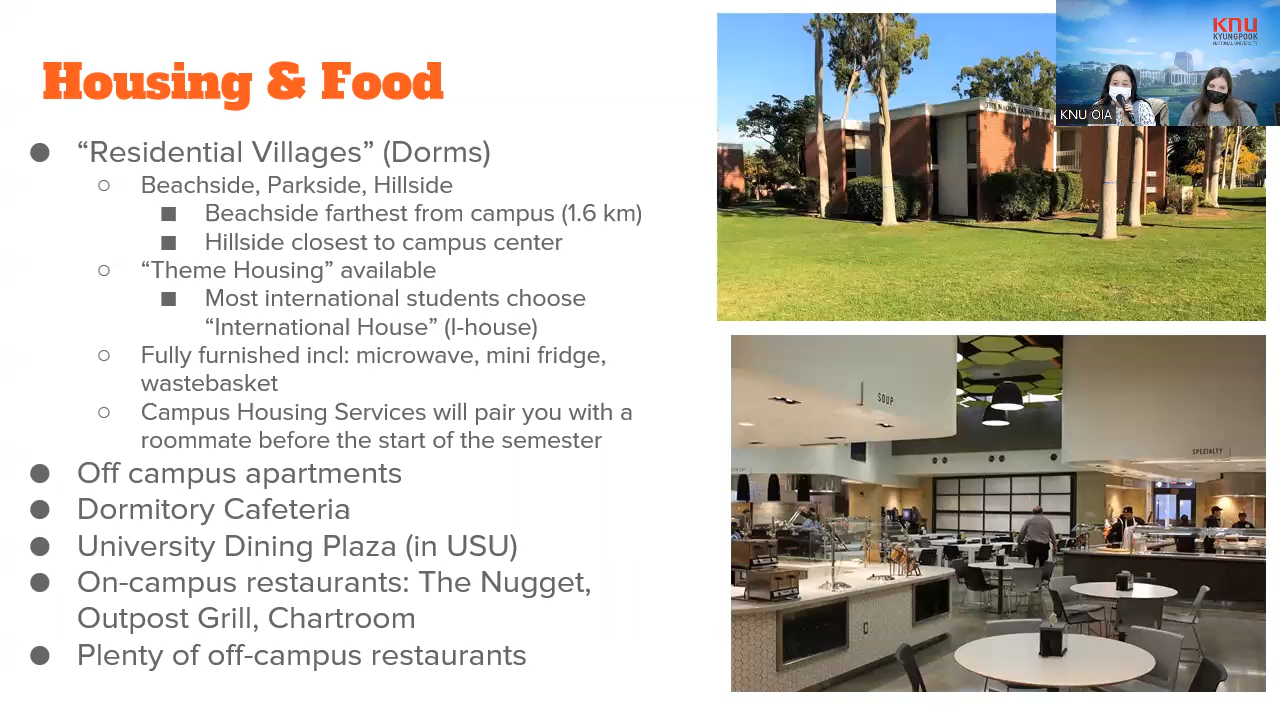 Housing & Food
● “Residential Villages” (Dorms)
○ Beachside, Parkside, Hillside
■ Beachside farthest from campus (1.6 km)
■ Hillside closest to campus center
○ “Theme Housing” available
■ Most international students choose
“International House” (I-house)
○ Fully furnished incl: microwave, mini fridge,
wastebasket
○ Campus Housing Services will pair you with a
roommate before the start of the semester
● Off campus apartments
● Dormitory Cafeteria
● University Dining Plaza (in USU)
● On-campus restaurants: The Nugget,
Outpost Grill, Chartroom
● Plenty of off-campus restaurants
KNU
KYUNGPOOK
NATIONAL UNIVERSITY
KNU OIA
SOUP
SPECIALTY